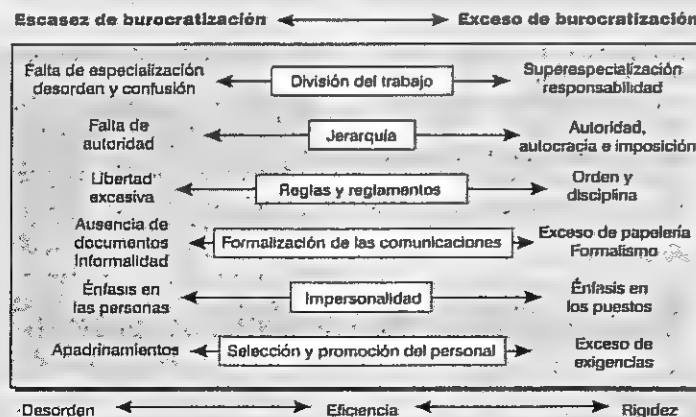 Escasez de burocratización Exceso de burocratización
Falta de especialización
desorden y confusión
División del trabajo
Superespecialización
responsabilidad
Falta de
autoridad
Jerarquía
Autoridad,
autocracia e imposición
Libertad
excesiva
Reglas y reglamentos
Orden y
disciplina
Ausencia de
documentos
Informalidad
Formalización de las comunicaciones
Exceso de papelería
Formalismo
Énfasis en
las personas
Impersonalidad
Énfasis en
los puestos
Apadrinamientos
Selección y promoción del personal
Exceso de
exigencias
Desorden Eficiencia Rigidez